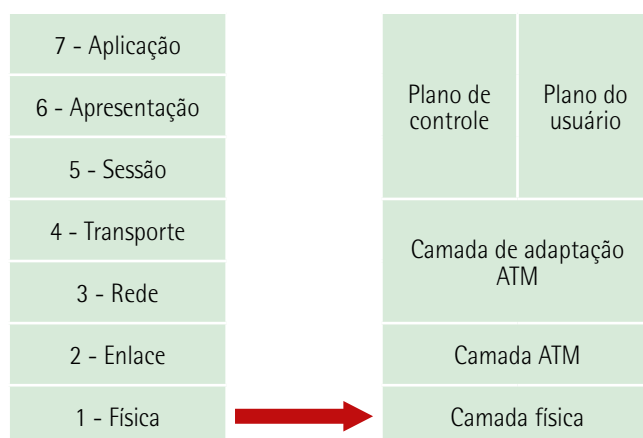 7 - Aplicação
6 - Apresentação
5 - Sessão
4 - Transporte
3 - Rede
2 - Enlace
1 - Física
Plano de
controle
Plano do
usuário
Camada de adaptação
ATM
Camada ATM
Camada física